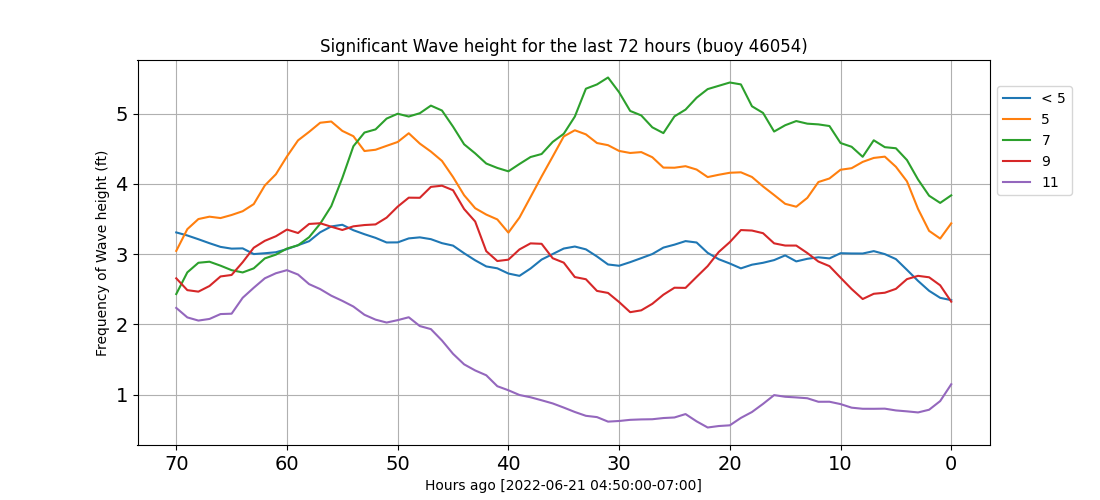 Significant Wave height for the last 72 hours (buoy 46054)
Frequency of Wave height (ft)
5
4
3
2
1
70 60 50 40 30 20 10 0
Hours ago [2022-06-21 04:50:00-07:00]
< 5
5
7
9
11